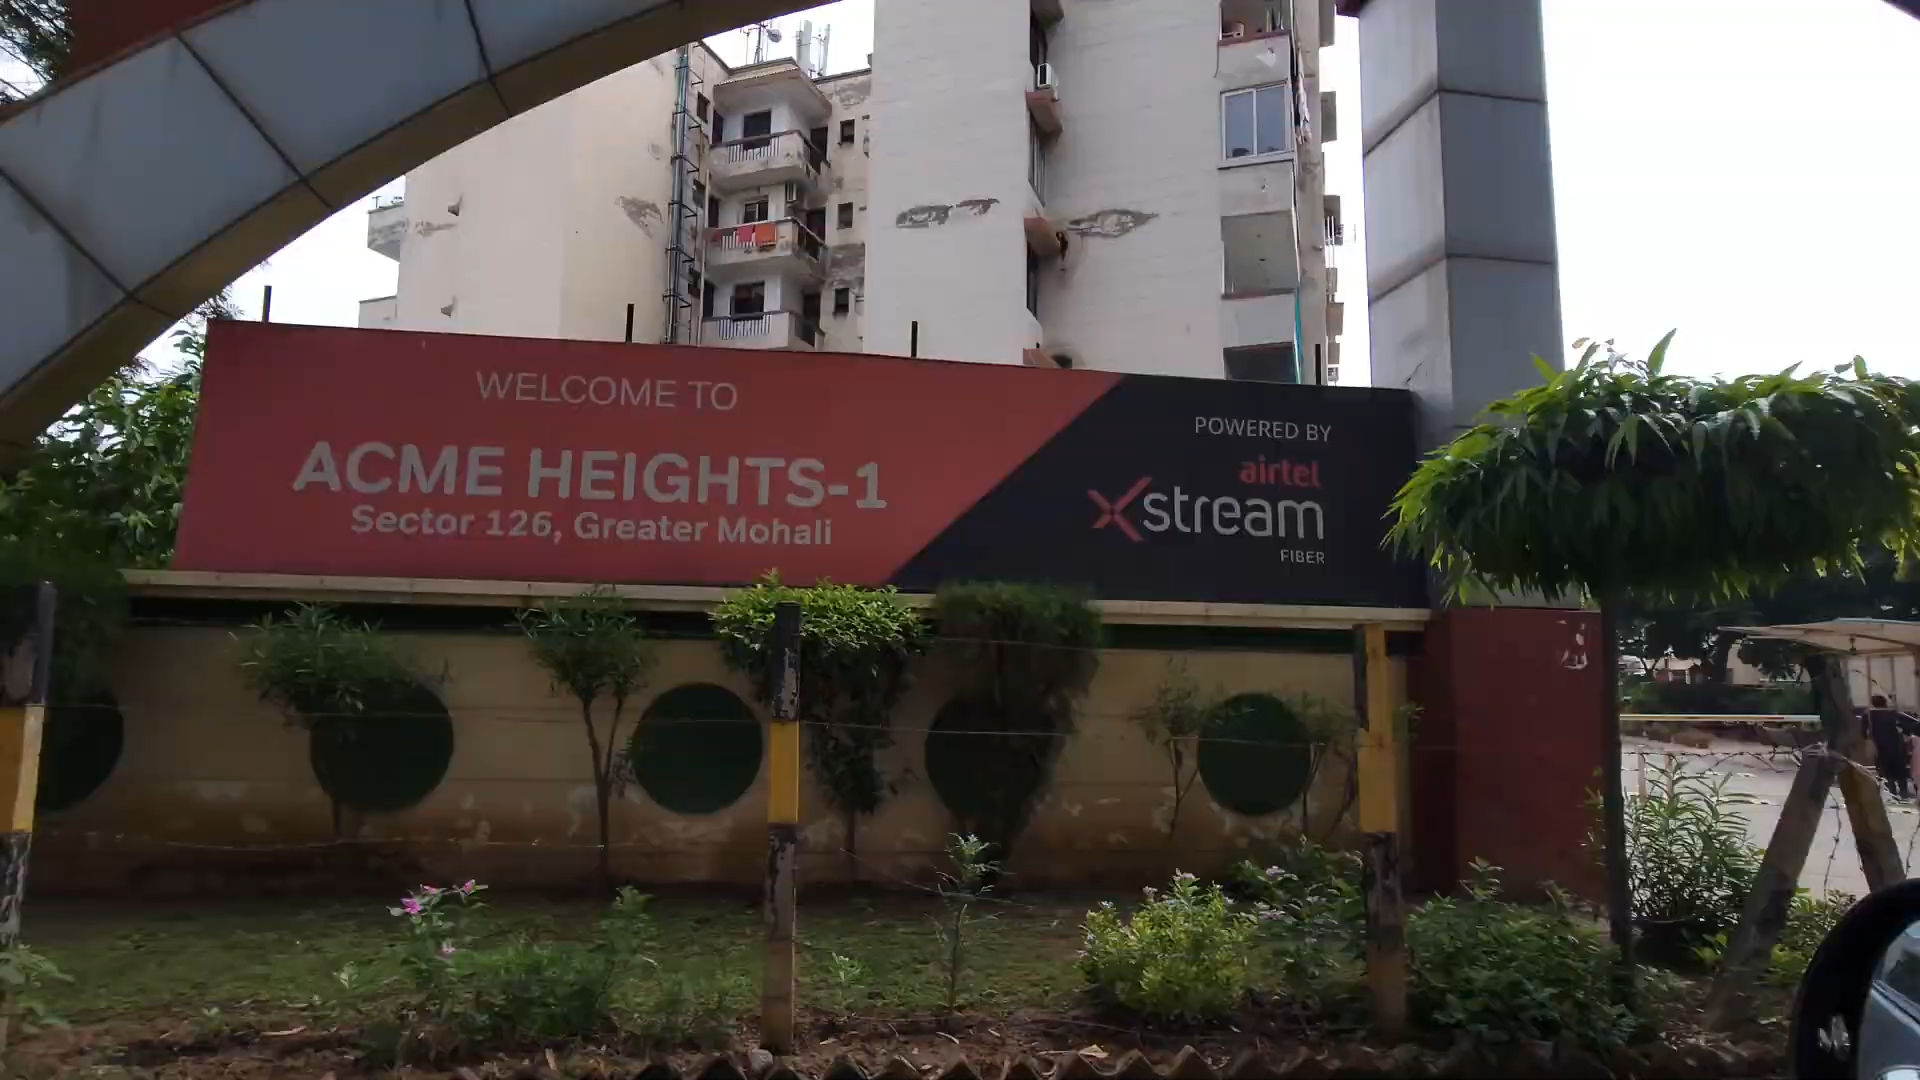 WELCOME TO
ACME HEIGHTS-1
Sector 126, Greater Mohali
POWERED BY
airtel
Xstream
FIBER